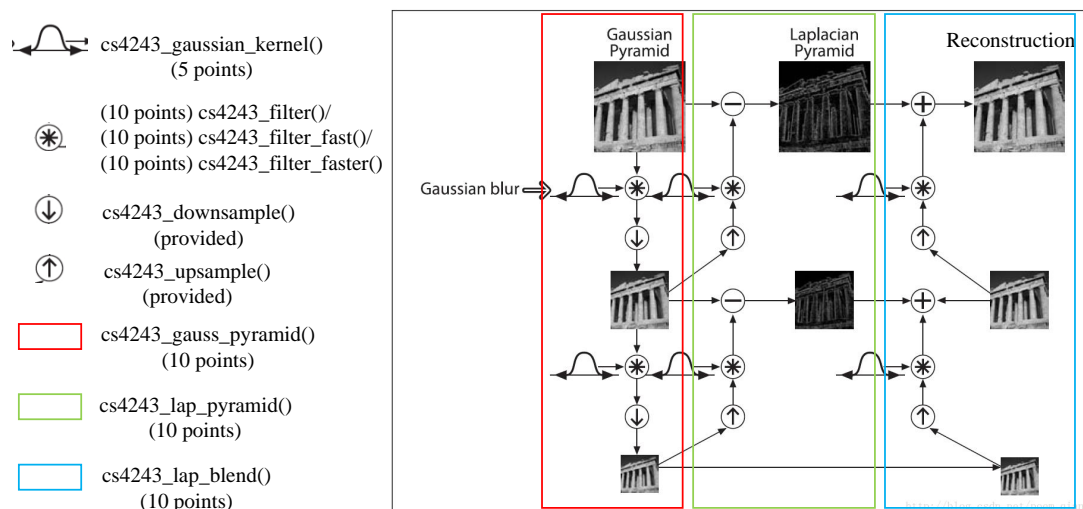 cs4243_gaussian_kernel()
(5 points)
(10 points) cs4243_filter()/
(10 points) cs4243_filter_fast()/
(10 points) cs4243_filter_faster()
cs4243_downsample()
(provided)
cs4243_upsample()
(provided)
cs4243_gauss_pyramid()
(10 points)
cs4243_lap_pyramid()
(10 points)
cs4243_lap_blend()
(10 points)
Gaussian
Pyramid
Laplacian
Pyramid
Reconstruction
Gaussian blur